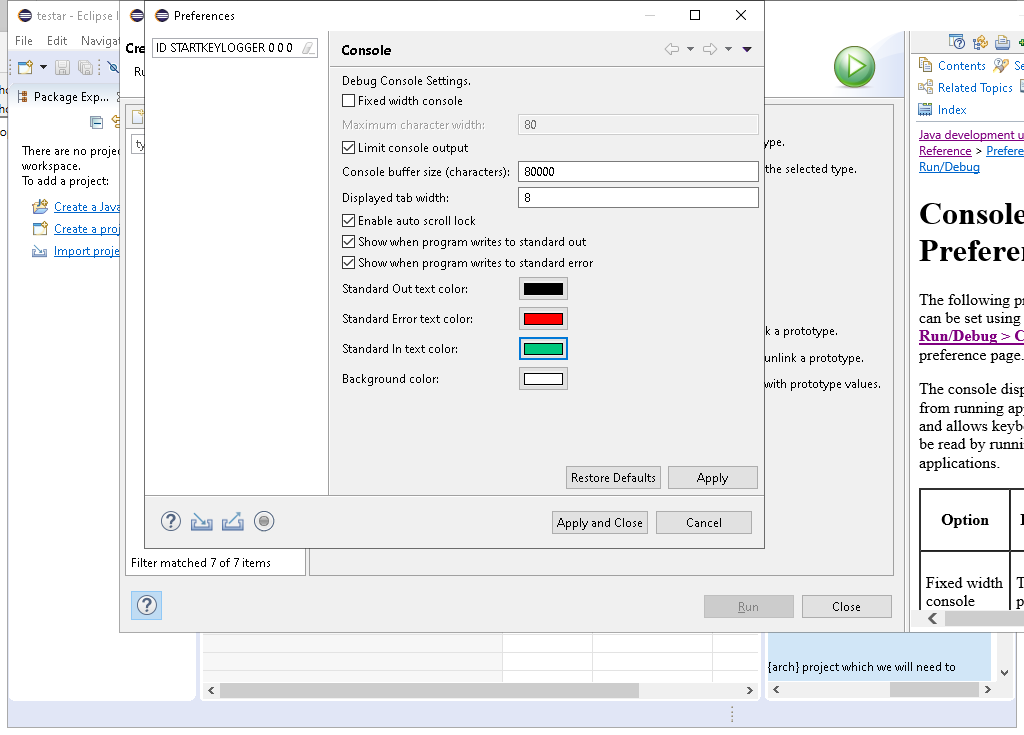 testar - Eclipse I
Preferences
File Edit Navigat
Cre
Ru
ID STARTKEYLOGGER 0 0 0
Console
Debug Console Settings.
Fixed width console
Maximum character width: 80
Limit console output
Console buffer size (characters): 80000
Displayed tab width: 8
Enable auto scroll lock
Show when program writes to standard out
Show when program writes to standard error
Standard Out text color:
Standard Error text color:
Standard In text color:
Background color:
Restore Defaults Apply
Apply and Close Cancel
Package Exp...
There are no projec
workspace.
To add a project:
Create a Java
Create a proj
Import proje
ty
ype.
the selected type.
k a prototype.
unlink a prototype.
with prototype values.
Filter matched 7 of 7 items
Run Close
Contents Se
Related Topics
Index
Java development u
Reference > Prefere
Run/Debug
Console
Prefere
The following pr
can be set using
Run/Debug > C
preference page.
The console disp
from running app
and allows keybo
be read by runnin
applications.
Option
Fixed width
console
{arch} project which we will need to